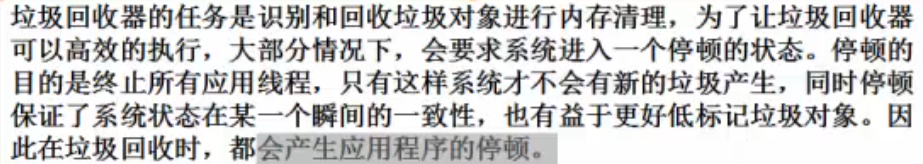 垃圾回收器的任务是识别和回收垃圾对象进行内存清理，为了让垃圾回收器
可以高效的执行，大部分情况下，会要求系统进入一个停顿的状态。停顿的
目的是终止所有应用线程，只有这样系统才不会有新的垃圾产生，同时停顿
保证了系统状态在某一个瞬间的一致性，也有益于更好低标记垃圾对象。因
此在垃圾回收时，都会产生应用程序的停顿。